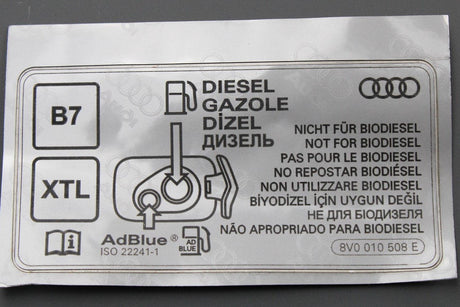 B7
XTL
DIESEL
GAZOLE
DİZEL
ДИЗЕЛЬ
NICHT FÜR BIODIESEL
NOT FOR BIODIESEL
PAS POUR LE BIODIESEL
NO REPOSTAR BIODIÉSEL
NON UTILIZZARE BIODIESEL
BİYODİZEL İÇİN UYGUN DEĞİL
НЕ ДЛЯ БИОДИЗЕЛЯ
NÃO APROPRIADO PARA BIODIESEL
AdBlue®
ISO 22241-1
AD
BLUE
8V0 010 508 E